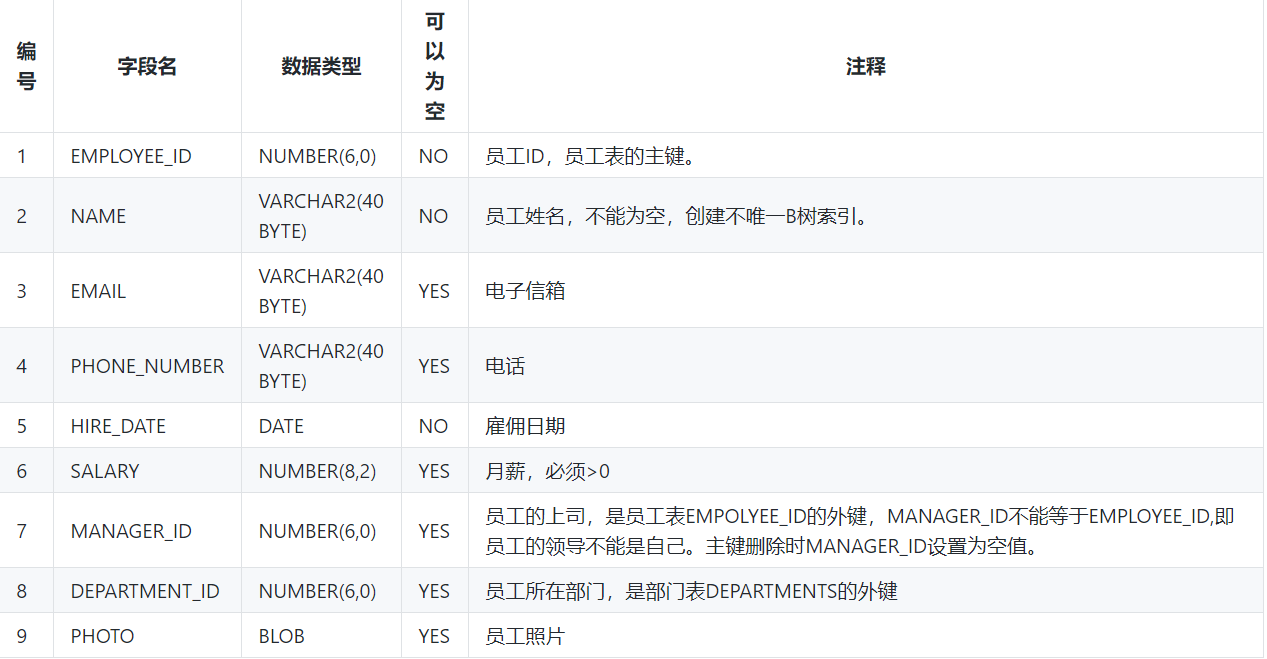 编号 字段名 数据类型 可以为空 注释
1 EMPLOYEE_ID NUMBER(6,0) NO 员工ID，员工表的主键。
2 NAME VARCHAR2(40 BYTE) NO 员工姓名，不能为空，创建不唯一B树索引。
3 EMAIL VARCHAR2(40 BYTE) YES 电子信箱
4 PHONE_NUMBER VARCHAR2(40 BYTE) YES 电话
5 HIRE_DATE DATE NO 雇佣日期
6 SALARY NUMBER(8,2) YES 月薪，必须>0
7 MANAGER_ID NUMBER(6,0) YES 员工的上司，是员工表EMPOLYEE_ID的外键，MANAGER_ID不能等于EMPLOYEE_ID,即
员工的领导不能是自己。主键删除时MANAGER_ID设置为空值。
8 DEPARTMENT_ID NUMBER(6,0) YES 员工所在部门，是部门表DEPARTMENTS的外键
9 PHOTO BLOB YES 员工照片